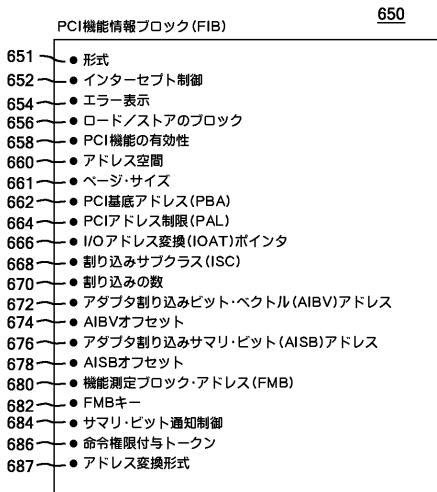 650
PCI機能情報ブロック(FIB)
651 ● 形式
652 ● インターセプト制御
654 ● エラー表示
656 ● ロード/ストアのブロック
658 ● PCI機能の有効性
660 ● アドレス空間
661 ● ページ・サイズ
662 ● PCI基底アドレス(PBA)
664 ● PCIアドレス制限(PAL)
666 ● I/Oアドレス変換(IOAT)ポインタ
668 ● 割り込みサブクラス(ISC)
670 ● 割り込みの数
672 ● アダプタ割り込みビット・ベクトル(AIBV)アドレス
674 ● AIBVオフセット
676 ● アダプタ割り込みサマリ・ビット(AISB)アドレス
678 ● AISBオフセット
680 ● 機能測定ブロック・アドレス(FMB)
682 ● FMBキー
684 ● サマリ・ビット通知制御
686 ● 命令権限付与トークン
687 ● アドレス変換形式